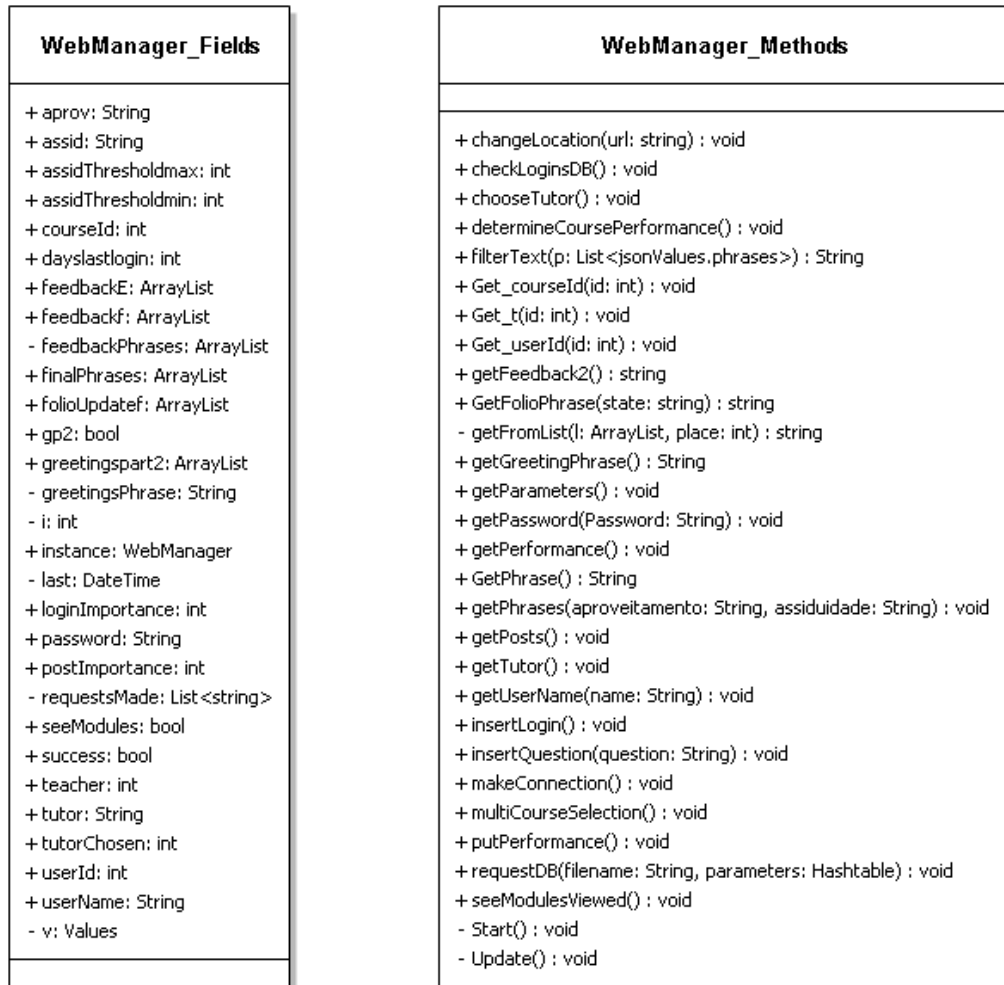 WebManager_Fields
+ aprov: String
+ assid: String
+ assidThresholdmax: int
+ assidThresholdmin: int
+ courseId: int
+ dayslastlogin: int
+ feedbackE: ArrayList
+ feedbackf: ArrayList
- feedbackPhrases: ArrayList
+ finalPhrases: ArrayList
+ folioUpdatef: ArrayList
+ gp2: bool
+ greetingspart2: ArrayList
- greetingsPhrase: String
- i: int
+ instance: WebManager
- last: DateTime
+ loginImportance: int
+ password: String
+ postImportance: int
- requestsMade: List<string>
+ seeModules: bool
+ success: bool
+ teacher: int
+ tutor: String
+ tutorChosen: int
+ userId: int
+ userName: String
- v: Values
WebManager_Methods
+ changeLocation(url: string) : void
+ checkLoginsDB() : void
+ chooseTutor() : void
+ determineCoursePerformance() : void
+ filterText(p: List<jsonValues.phrases>) : String
+ Get_courseId(id: int) : void
+ Get_t(id: int) : void
+ Get_userId(id: int) : void
+ getFeedback2() : string
+ GetFolioPhrase(state: string) : string
- getFromList(l: ArrayList, place: int) : string
+ getGreetingPhrase() : String
+ getParameters() : void
+ getPassword(Password: String) : void
+ getPerformance() : void
+ GetPhrase() : String
+ getPhrases(aproveitamento: String, assiduidade: String) : void
+ getPosts() : void
+ getTutor() : void
+ getUserName(name: String) : void
+ insertLogin() : void
+ insertQuestion(question: String) : void
+ makeConnection() : void
+ multiCourseSelection() : void
+ putPerformance() : void
+ requestDB(filename: String, parameters: Hashtable) : void
+ seeModulesViewed() : void
- Start() : void
- Update() : void